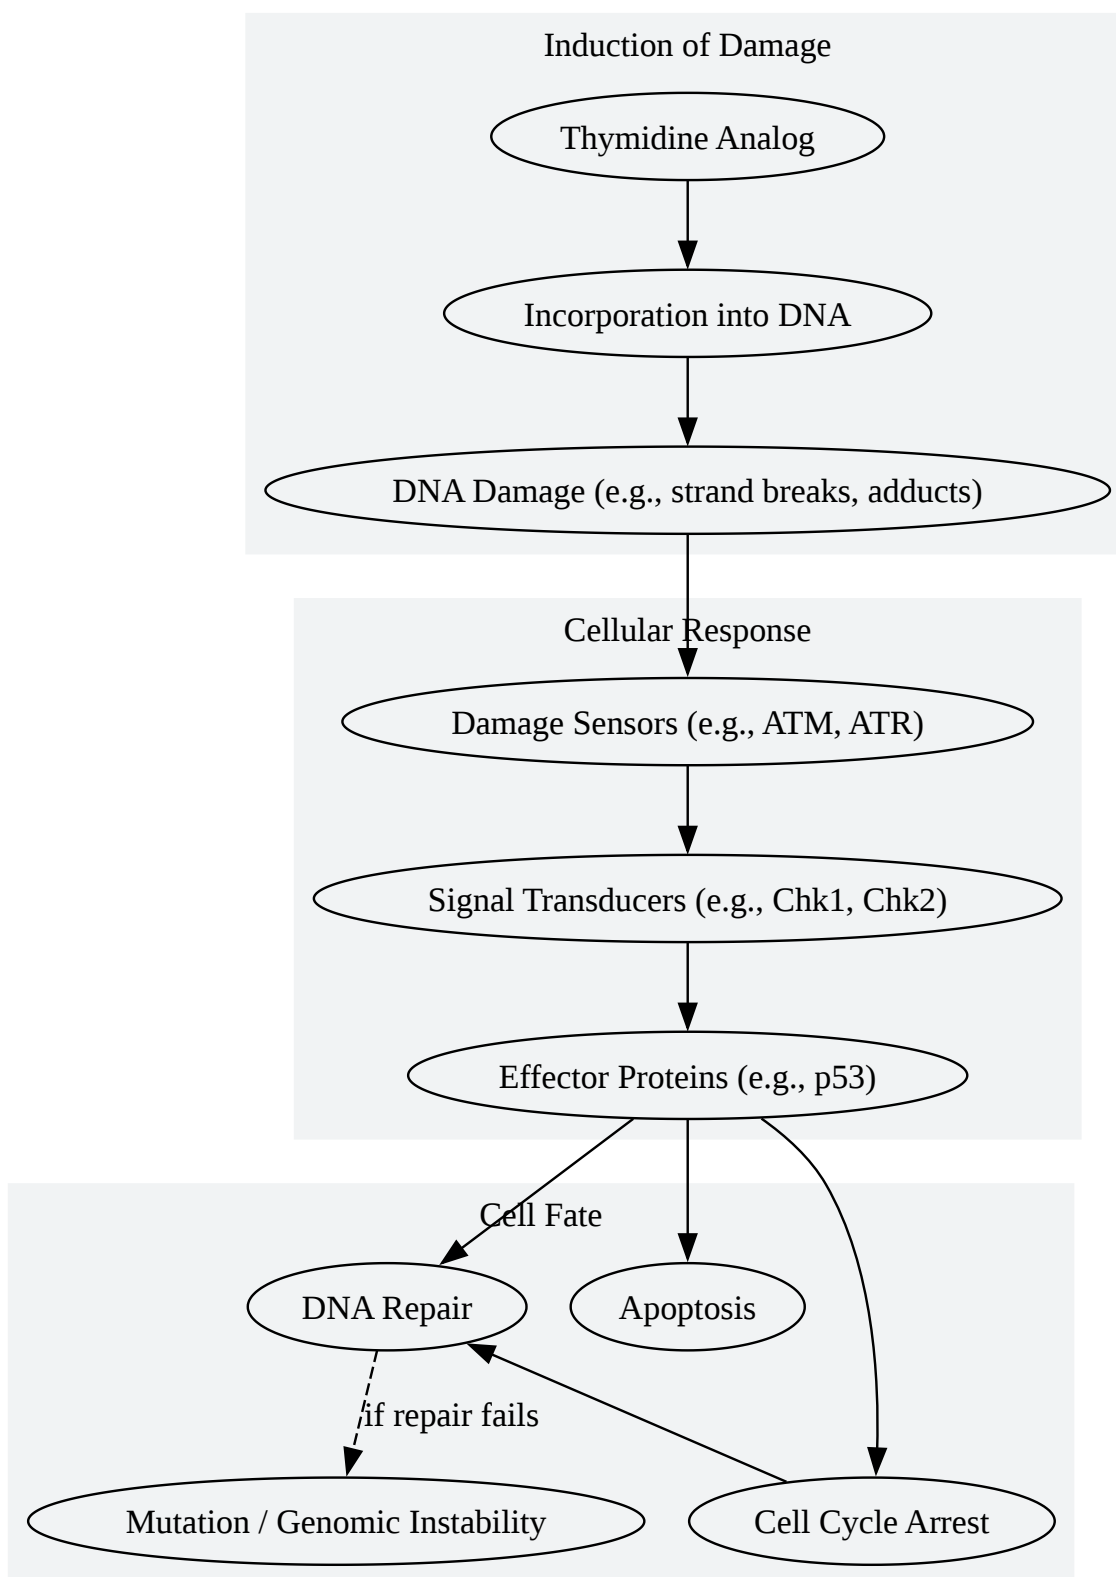 Induction of Damage
Thymidine Analog
Incorporation into DNA
DNA Damage (e.g., strand breaks, adducts)
Cellular Response
Damage Sensors (e.g., ATM, ATR)
Signal Transducers (e.g., Chk1, Chk2)
Effector Proteins (e.g., p53)
Cell Fate
DNA Repair
Apoptosis
if repair fails
Mutation / Genomic Instability
Cell Cycle Arrest